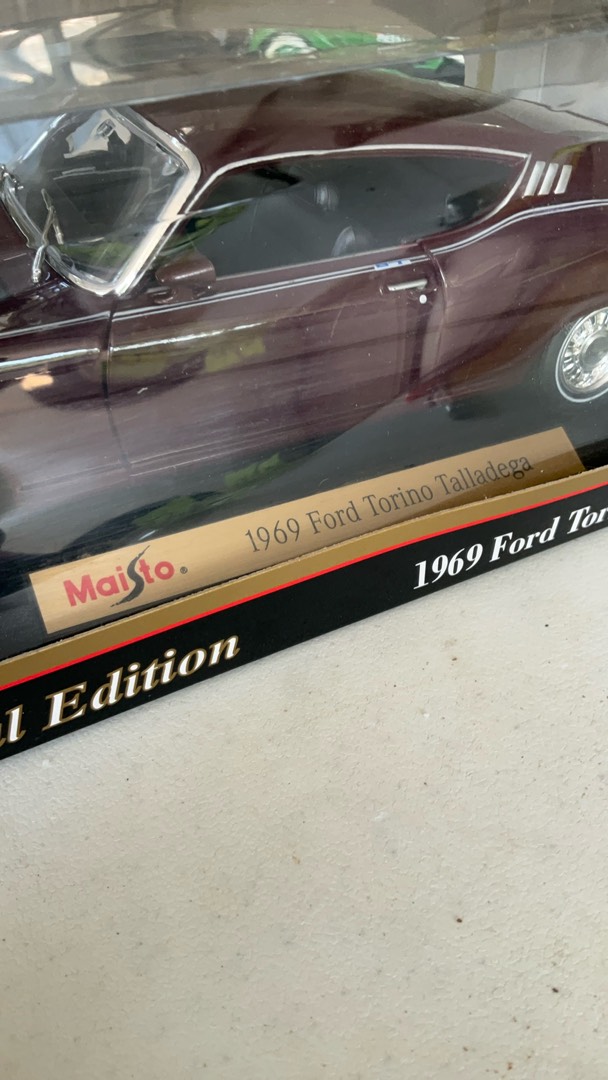 1969 Ford Torino Talladega
Maisto®
1969 Ford Tor
al Edition